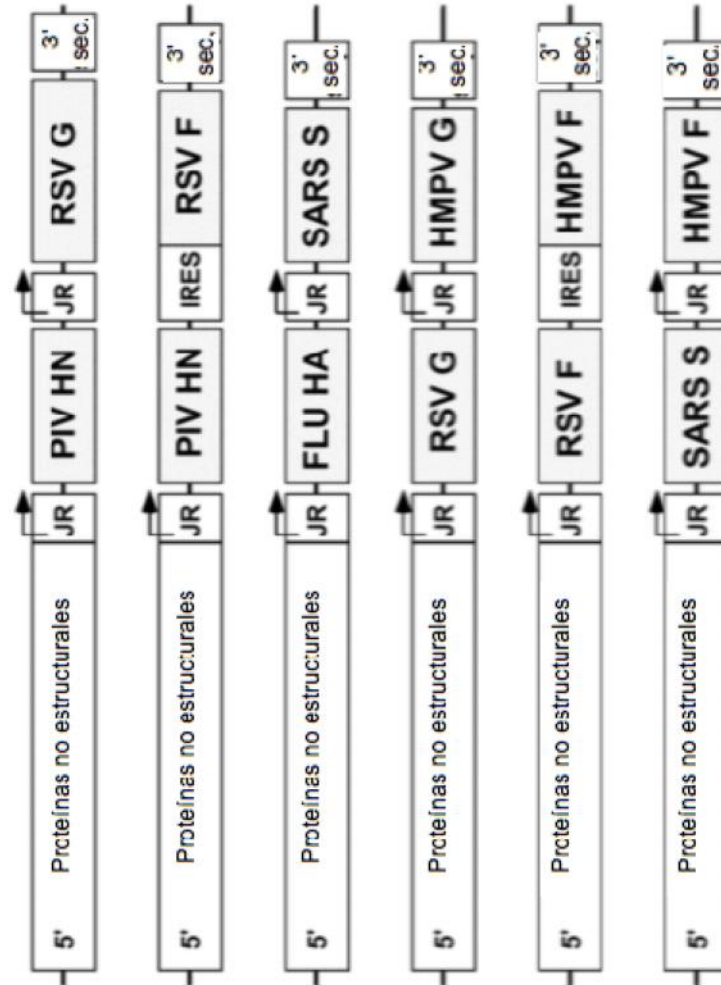 5' Proteínas no estructurales JR PIV HN JR RSV G 3'
sec.
5' Proteínas no estructurales JR PIV HN IRES RSV F 3'
sec.
5' Proteínas no estructurales JR FLU HA JR SARS S 3'
sec.
5' Proteínas no estructurales JR RSV G JR HMPV G 3'
sec.
5' Proteínas no estructurales JR RSV F IRES HMPV F 3'
sec.
5' Proteínas no estructurales JR SARS S JR HMPV F 3'
sec.